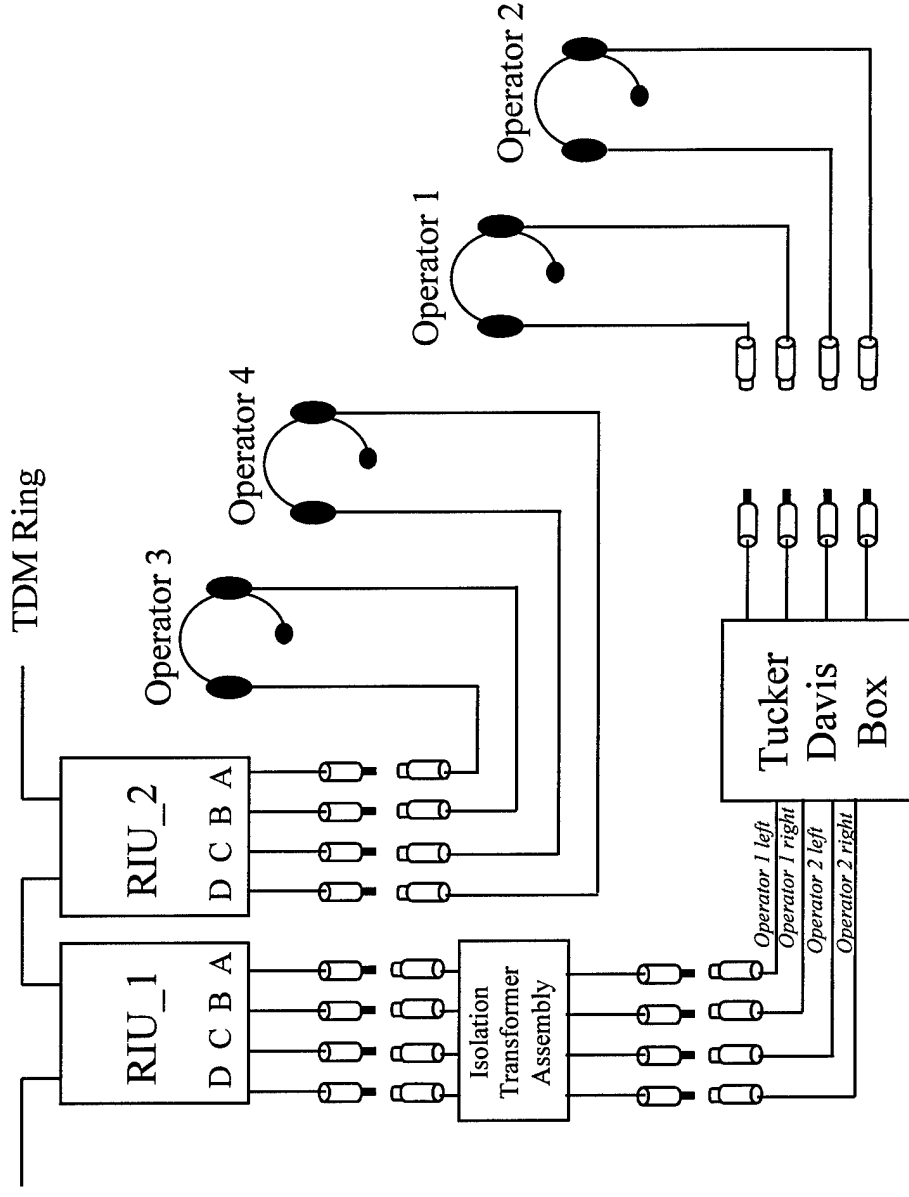 TDM Ring
RIU_1
D C B A
RIU_2
D C B A
Operator 3
Operator 4
Operator 1
Operator 2
Isolation
Transformer
Assembly
Operator 1 left
Operator 1 right
Operator 2 left
Operator 2 right
Tucker
Davis
Box